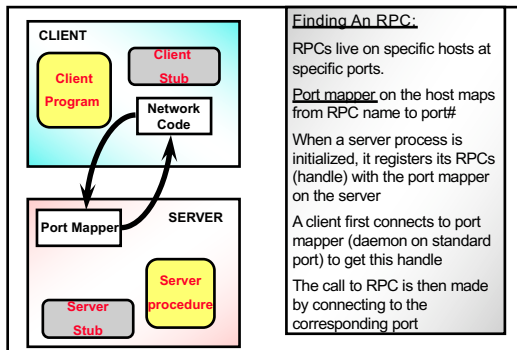 CLIENT
Client
Program
Client
Stub
Network
Code
SERVER
Port Mapper
Server
procedure
Server
Stub
Finding An RPC:
RPCs live on specific hosts at
specific ports.
Port mapper on the host maps
from RPC name to port#
When a server process is
initialized, it registers its RPCs
(handle) with the port mapper
on the server
A client first connects to port
mapper (daemon on standard
port) to get this handle
The call to RPC is then made
by connecting to the
corresponding port